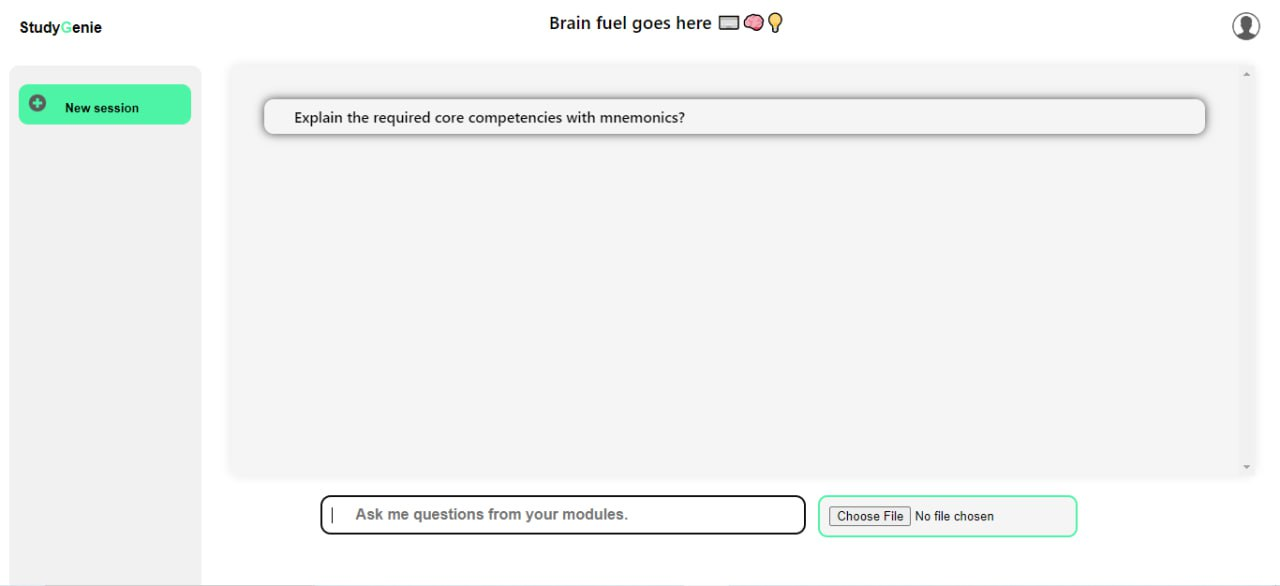 StudyGenie
Brain fuel goes here ⌨️🧠💡
New session
Explain the required core competencies with mnemonics?
Ask me questions from your modules.
Choose File No file chosen